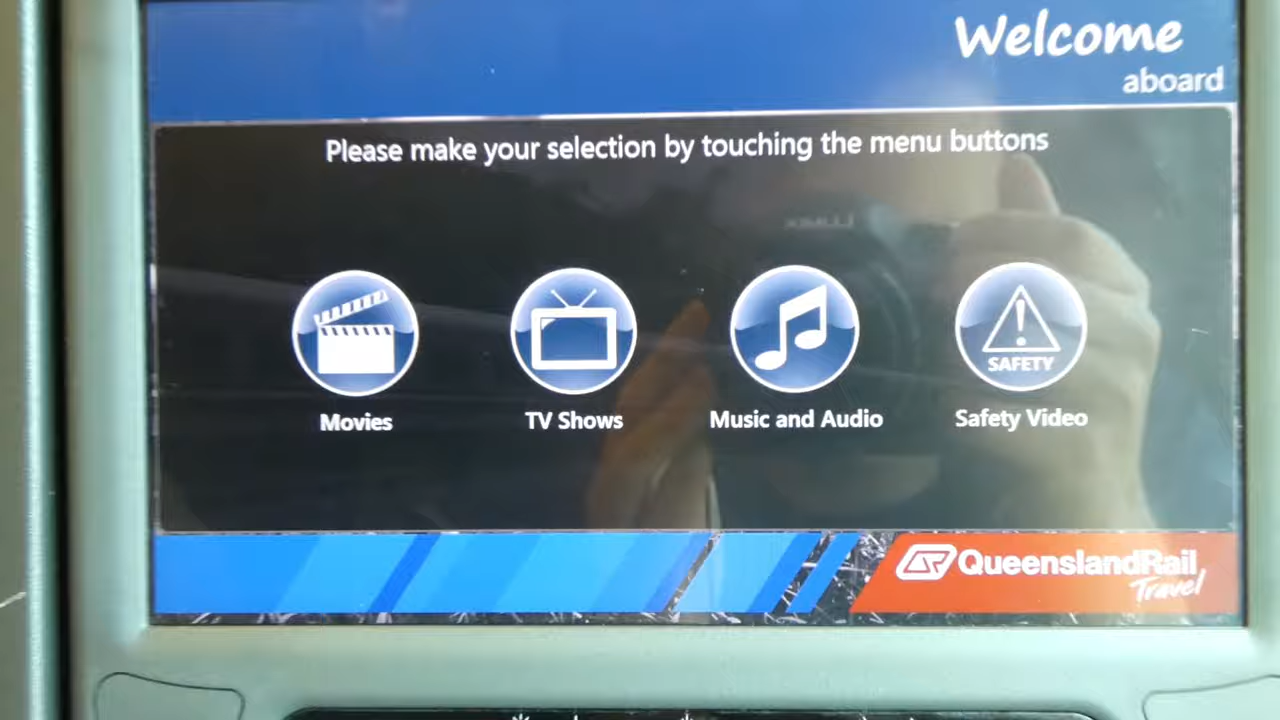 Welcome
aboard
Please make your selection by touching the menu buttons
SAFETY
Movies
TV Shows
Music and Audio
Safety Video
QueenslandRail
Travel